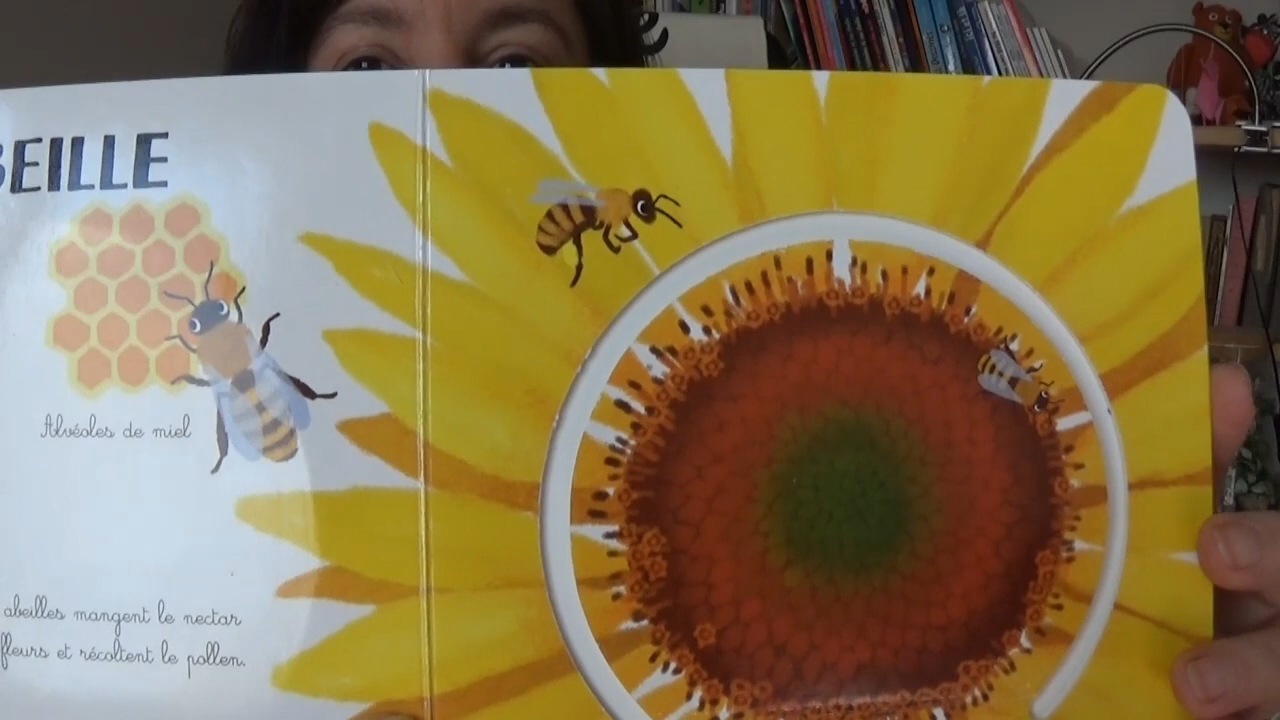 BEILLE
Alvéoles de miel
abeilles mangent le nectar
fleurs et récoltent le pollen.